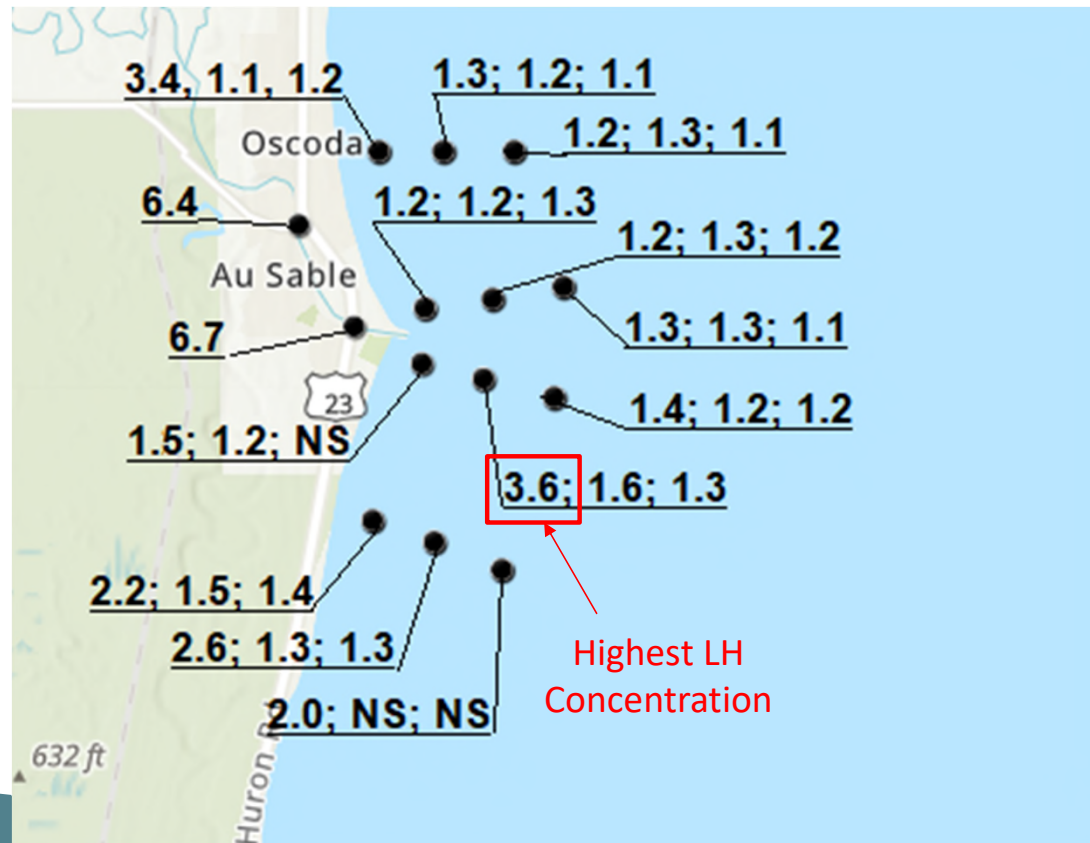 3.4, 1.1, 1.2
1.3; 1.2; 1.1
1.2; 1.3; 1.1
Oscoda
6.4
1.2; 1.2; 1.3
1.2; 1.3; 1.2
Au Sable
6.7
1.3; 1.3; 1.1
23
1.4; 1.2; 1.2
1.5; 1.2; NS
3.6; 1.6; 1.3
2.2; 1.5; 1.4
2.6; 1.3; 1.3
Highest LH
Concentration
2.0; NS; NS
632 ft
Huron